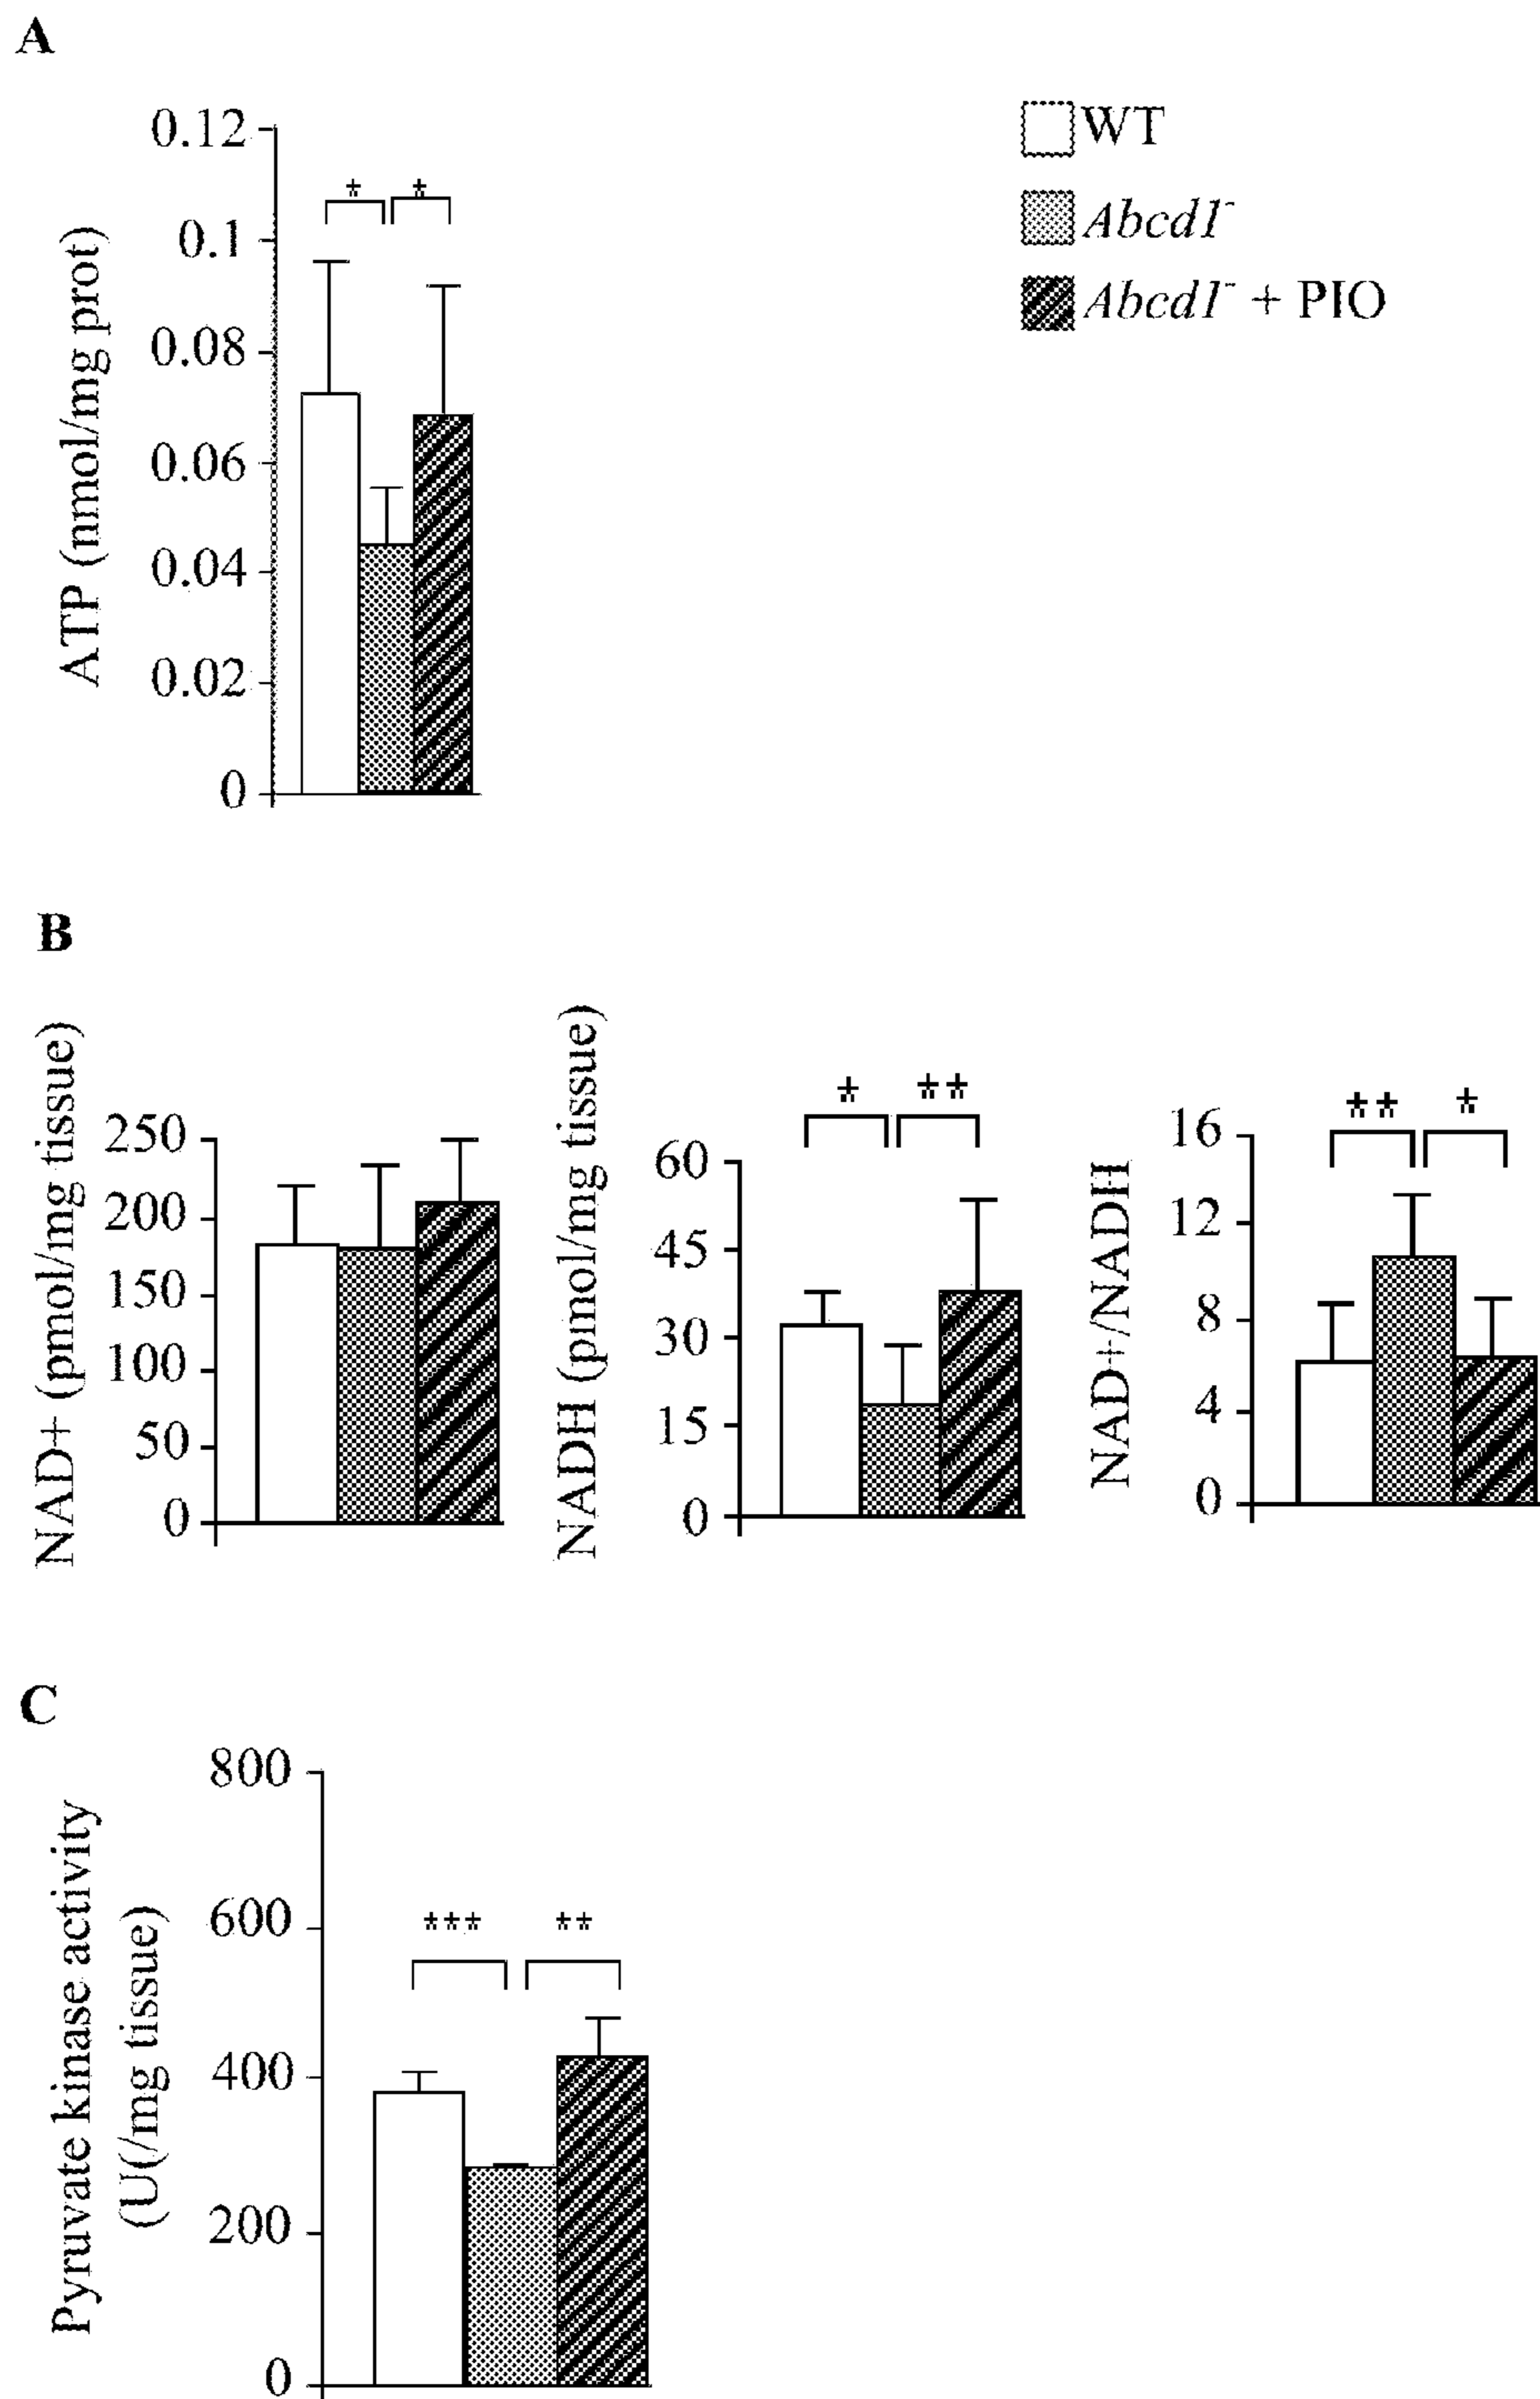 A
WT
Abcd1-
Abcd1- + PIO
ATP (nmol/mg prot)
0.12
0.1
0.08
0.06
0.04
0.02
0
* *
B
NAD+ (pmol/mg tissue)
250
200
150
100
50
0
NADH (pmol/mg tissue)
60
45
30
15
0
* **
NAD+/NADH
16
12
8
4
0
** *
C
Pyruvate kinase activity
(U(/mg tissue)
800
600
400
200
0
*** **